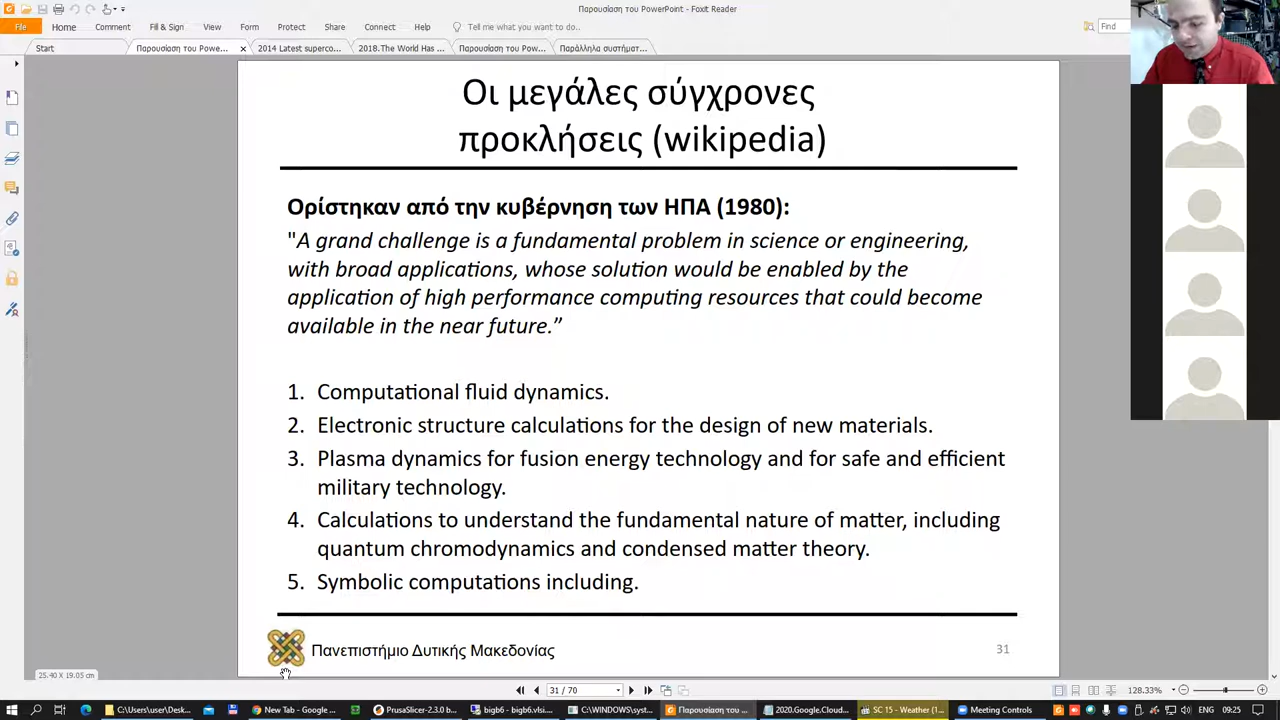 Παρουσίαση του PowerPoint - Foxit Reader
File Home Comment Fill & Sign View Form Protect Share Connect Help Tell me what you want to do... Find
Start Παρουσίαση του Powe... 2014 Latest superco... 2018.The World Has ... Παρουσίαση του Pow... Παράλληλα συστήματ...
Οι μεγάλες σύγχρονες
προκλήσεις (wikipedia)
Ορίστηκαν από την κυβέρνηση των ΗΠΑ (1980):
"A grand challenge is a fundamental problem in science or engineering,
with broad applications, whose solution would be enabled by the
application of high performance computing resources that could become
available in the near future.”
1. Computational fluid dynamics.
2. Electronic structure calculations for the design of new materials.
3. Plasma dynamics for fusion energy technology and for safe and efficient
military technology.
4. Calculations to understand the fundamental nature of matter, including
quantum chromodynamics and condensed matter theory.
5. Symbolic computations including.
Πανεπιστήμιο Δυτικής Μακεδονίας
31
25.40 X 19.05 cm
31 / 70
128.33%
C:\Users\user\Desk... New Tab - Google ... PrusaSlicer-2.3.0 b... bigb6 - bigb6.vlsi... C:\WINDOWS\syst... Παρουσίαση του ... 2020.Google,Cloud... SC 15 - Weather (1... Meeting Controls ENG 09:25